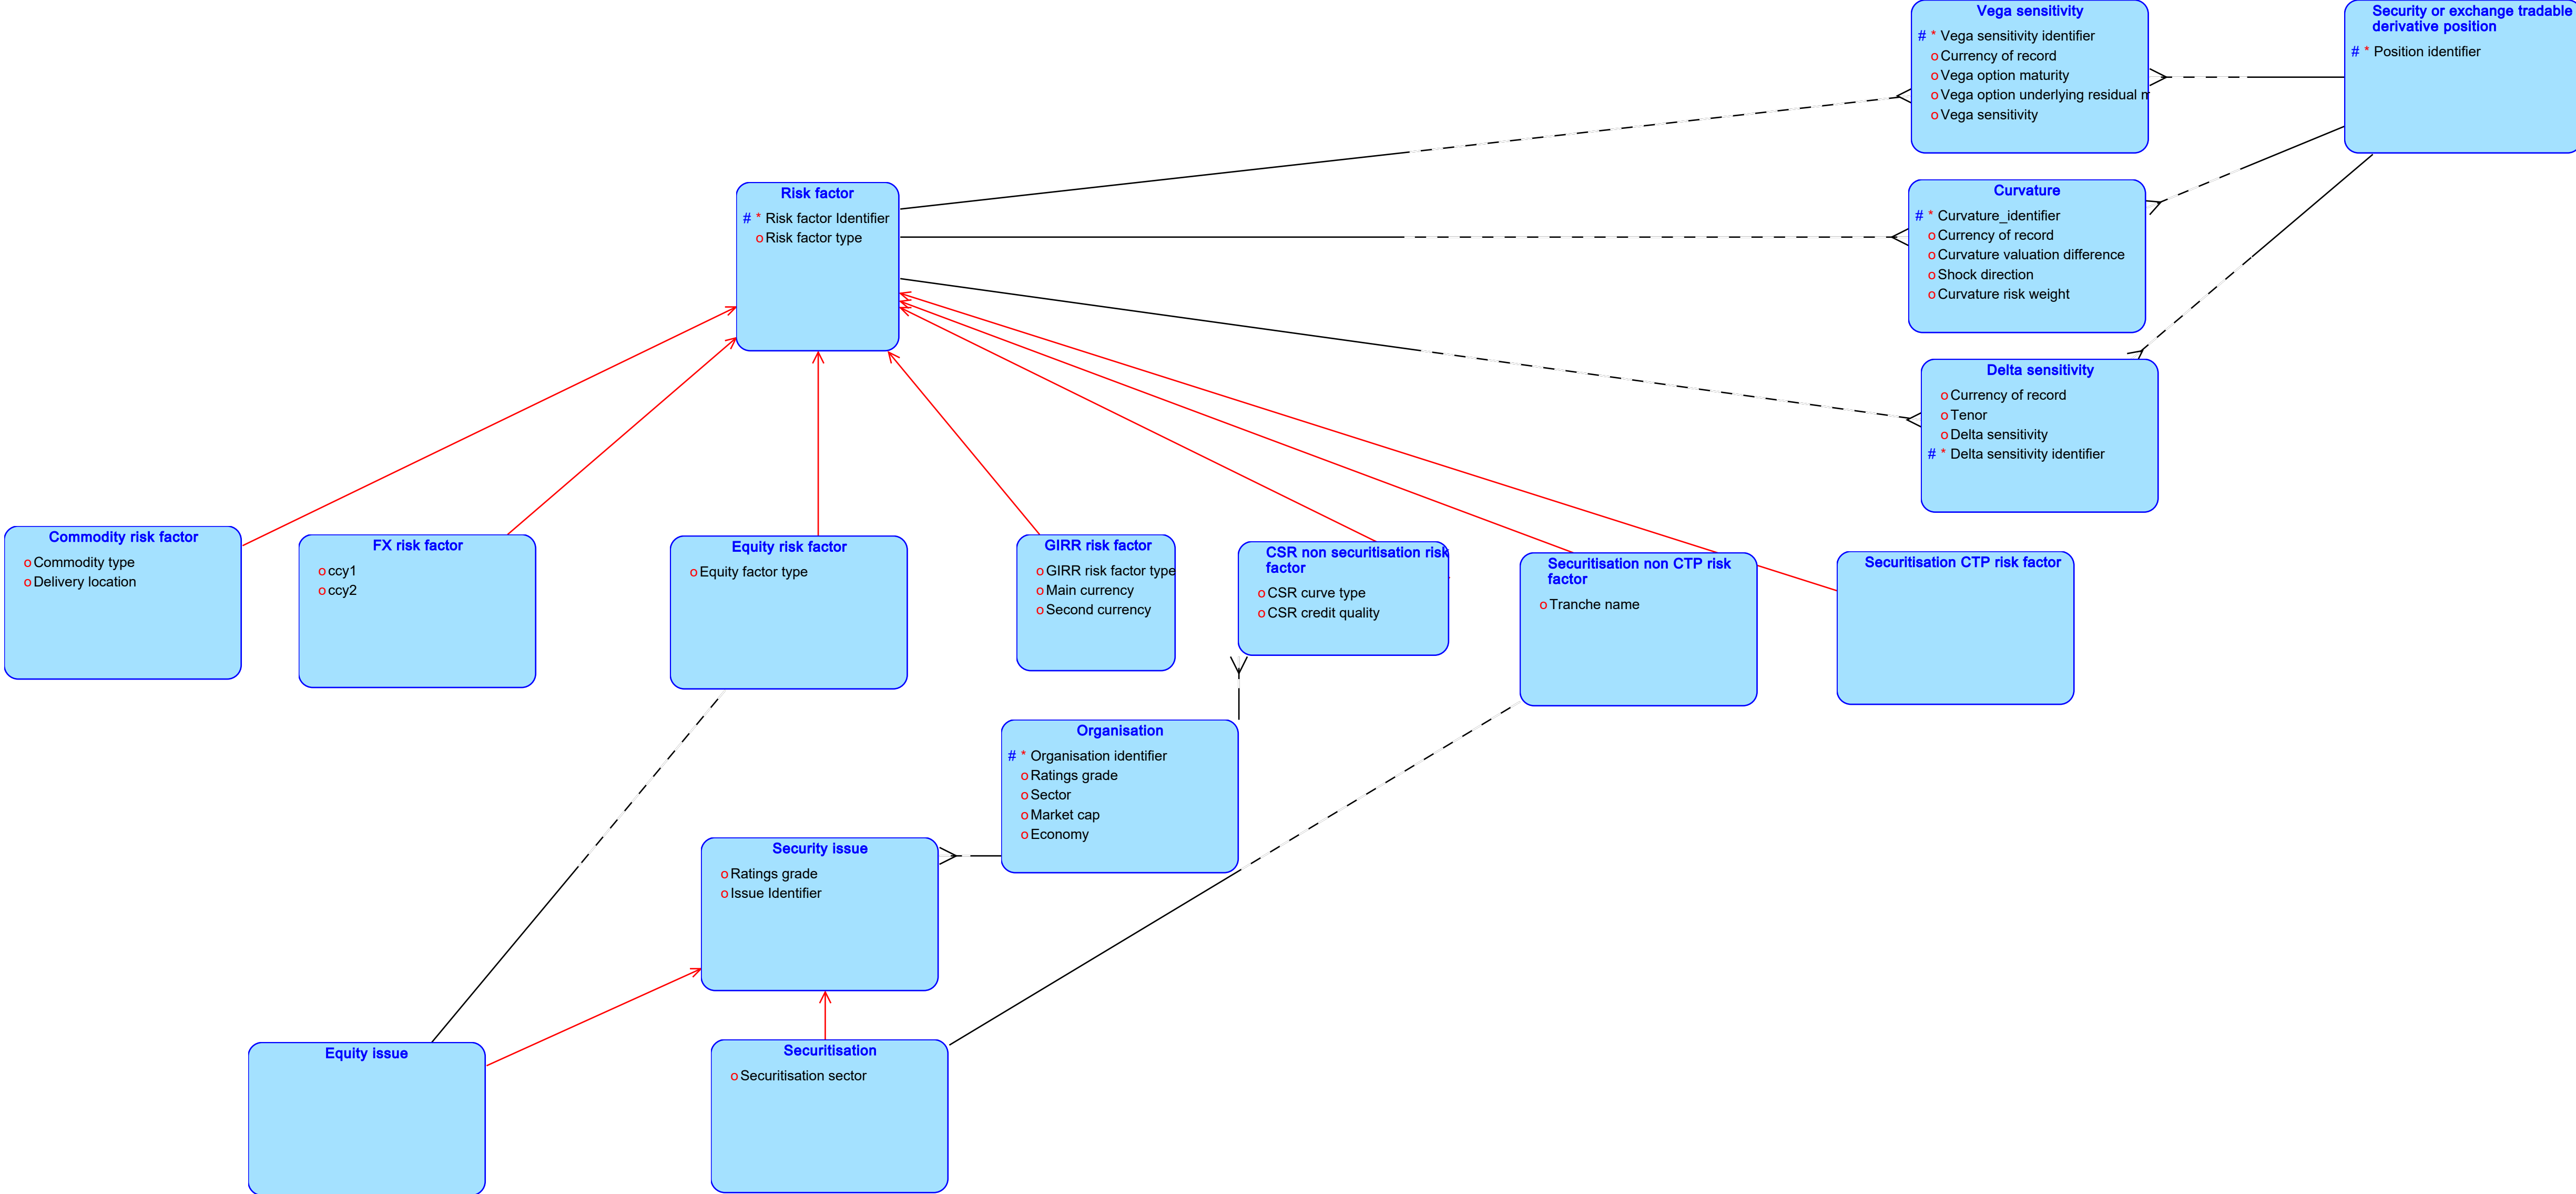 Vega sensitivity
# * Vega sensitivity identifier
o Currency of record
o Vega option maturity
o Vega option underlying residual
o Vega sensitivity
Security or exchange tradable
derivative position
# * Position identifier
Risk factor
# * Risk factor Identifier
o Risk factor type
Curvature
# * Curvature_identifier
o Currency of record
o Curvature valuation difference
o Shock direction
o Curvature risk weight
Delta sensitivity
o Currency of record
o Tenor
o Delta sensitivity
# * Delta sensitivity identifier
Commodity risk factor
o Commodity type
o Delivery location
FX risk factor
o ccy1
o ccy2
Equity risk factor
o Equity factor type
GIRR risk factor
o GIRR risk factor type
o Main currency
o Second currency
CSR non securitisation risk
factor
o CSR curve type
o CSR credit quality
Securitisation non CTP risk
factor
o Tranche name
Securitisation CTP risk factor
Organisation
# * Organisation identifier
o Ratings grade
o Sector
o Market cap
o Economy
Security issue
o Ratings grade
o Issue Identifier
Equity issue
Securitisation
o Securitisation sector